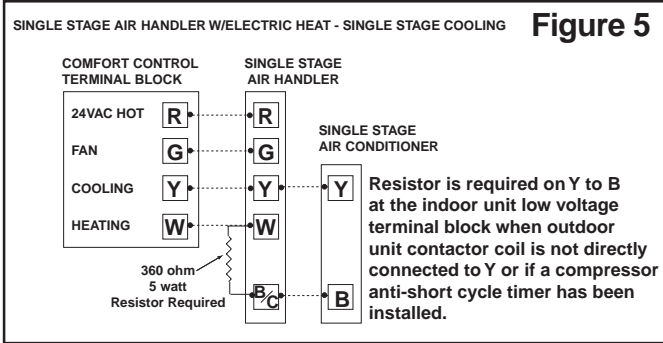 SINGLE STAGE AIR HANDLER W/ELECTRIC HEAT - SINGLE STAGE COOLING
Figure 5
COMFORT CONTROL
TERMINAL BLOCK
SINGLE STAGE
AIR HANDLER
24VAC HOT R R
FAN G G
SINGLE STAGE
AIR CONDITIONER
COOLING Y Y Y
HEATING W W
360 ohm
5 watt
Resistor Required
B/C B
Resistor is required on Y to B
at the indoor unit low voltage
terminal block when outdoor
unit contactor coil is not directly
connected to Y or if a compressor
anti-short cycle timer has been
installed.